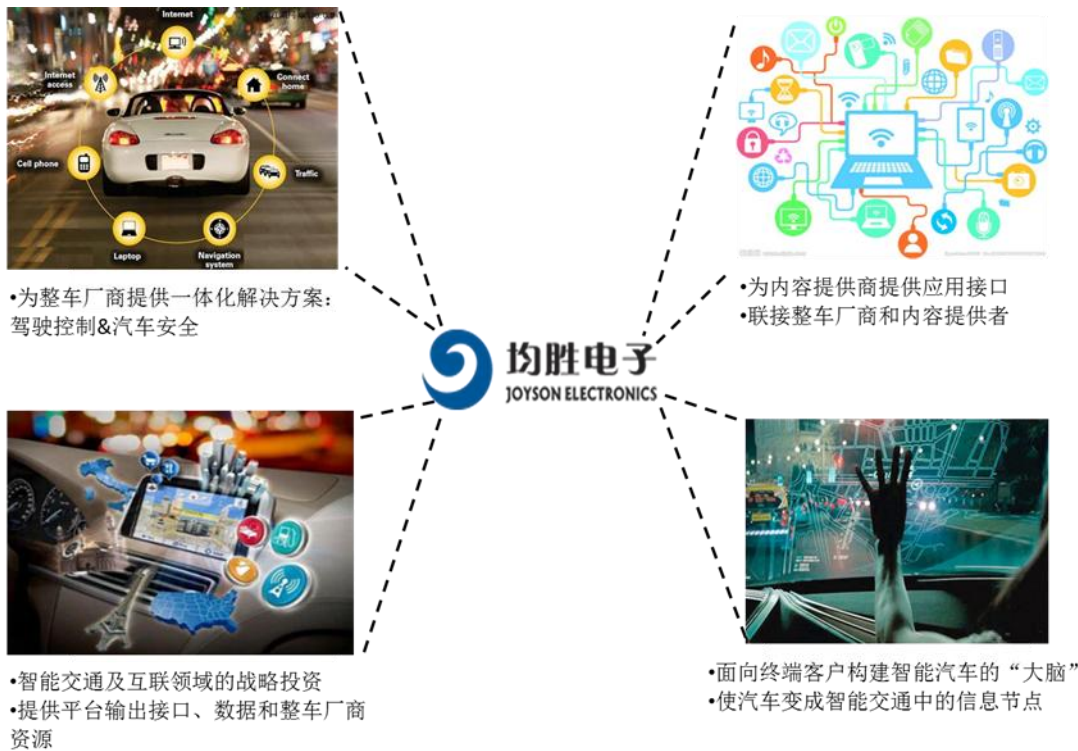 Internet
Internet
access
Connect
home
Cell phone
Traffic
Laptop
Navigation
system
•为整车厂商提供一体化解决方案：
驾驶控制&汽车安全
•为内容提供商提供应用接口
•联接整车厂商和内容提供者
均胜电子
JOYSON ELECTRONICS
•智能交通及互联领域的战略投资
•提供平台输出接口、数据和整车厂商
资源
•面向终端客户构建智能汽车的“大脑”
•使汽车变成智能交通中的信息节点